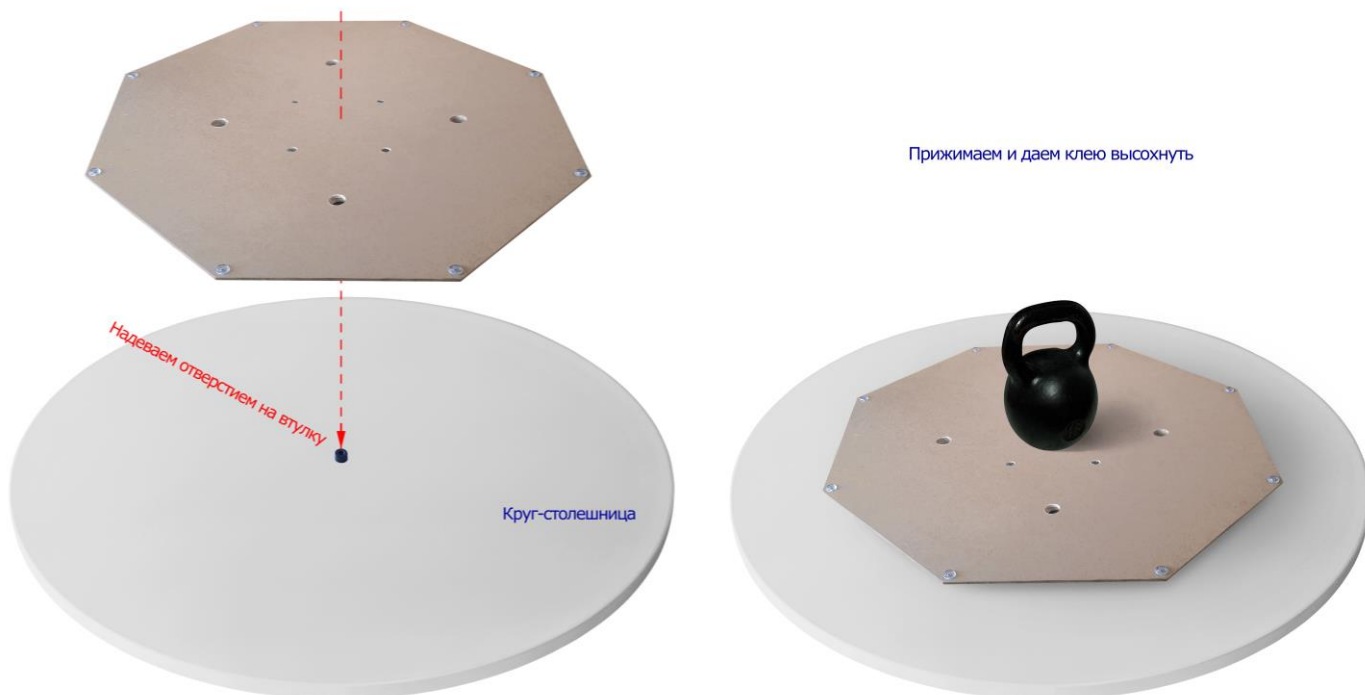 Прижимаем и даем клею высохнуть
Надеваем отверстием на втулку
Круг-столешница